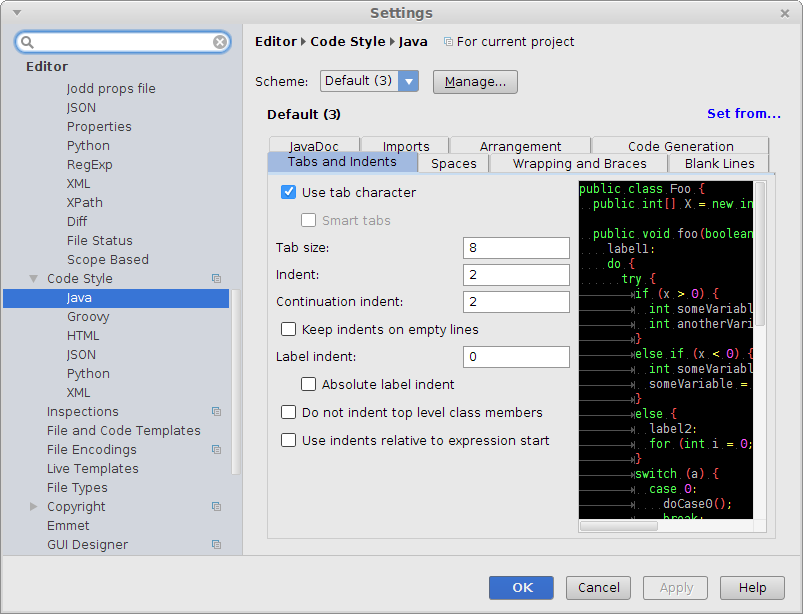 Settings
Editor
Jodd props file
JSON
Properties
Python
RegExp
XML
XPath
Diff
File Status
Scope Based
Code Style
Java
Groovy
HTML
JSON
Python
XML
Inspections
File and Code Templates
File Encodings
Live Templates
File Types
Copyright
Emmet
GUI Designer
Editor Code Style Java For current project
Scheme: Default (3) Manage...
Default (3) Set from...
JavaDoc Imports Arrangement Code Generation
Tabs and Indents Spaces Wrapping and Braces Blank Lines
Use tab character
Smart tabs
Tab size: 8
Indent: 2
Continuation indent: 2
Keep indents on empty lines
Label indent: 0
Absolute label indent
Do not indent top level class members
Use indents relative to expression start
public class Foo {
public int[] X = new in
public void foo(boolean
label1:
do {
try {
if (x > 0) {
int someVariabl
int anotherVari
}
else if (x < 0) {
int someVariabl
someVariable =
}
else {
label2:
for (int i = 0;
}
switch (a) {
case 0:
doCase0();
break;
OK Cancel Apply Help